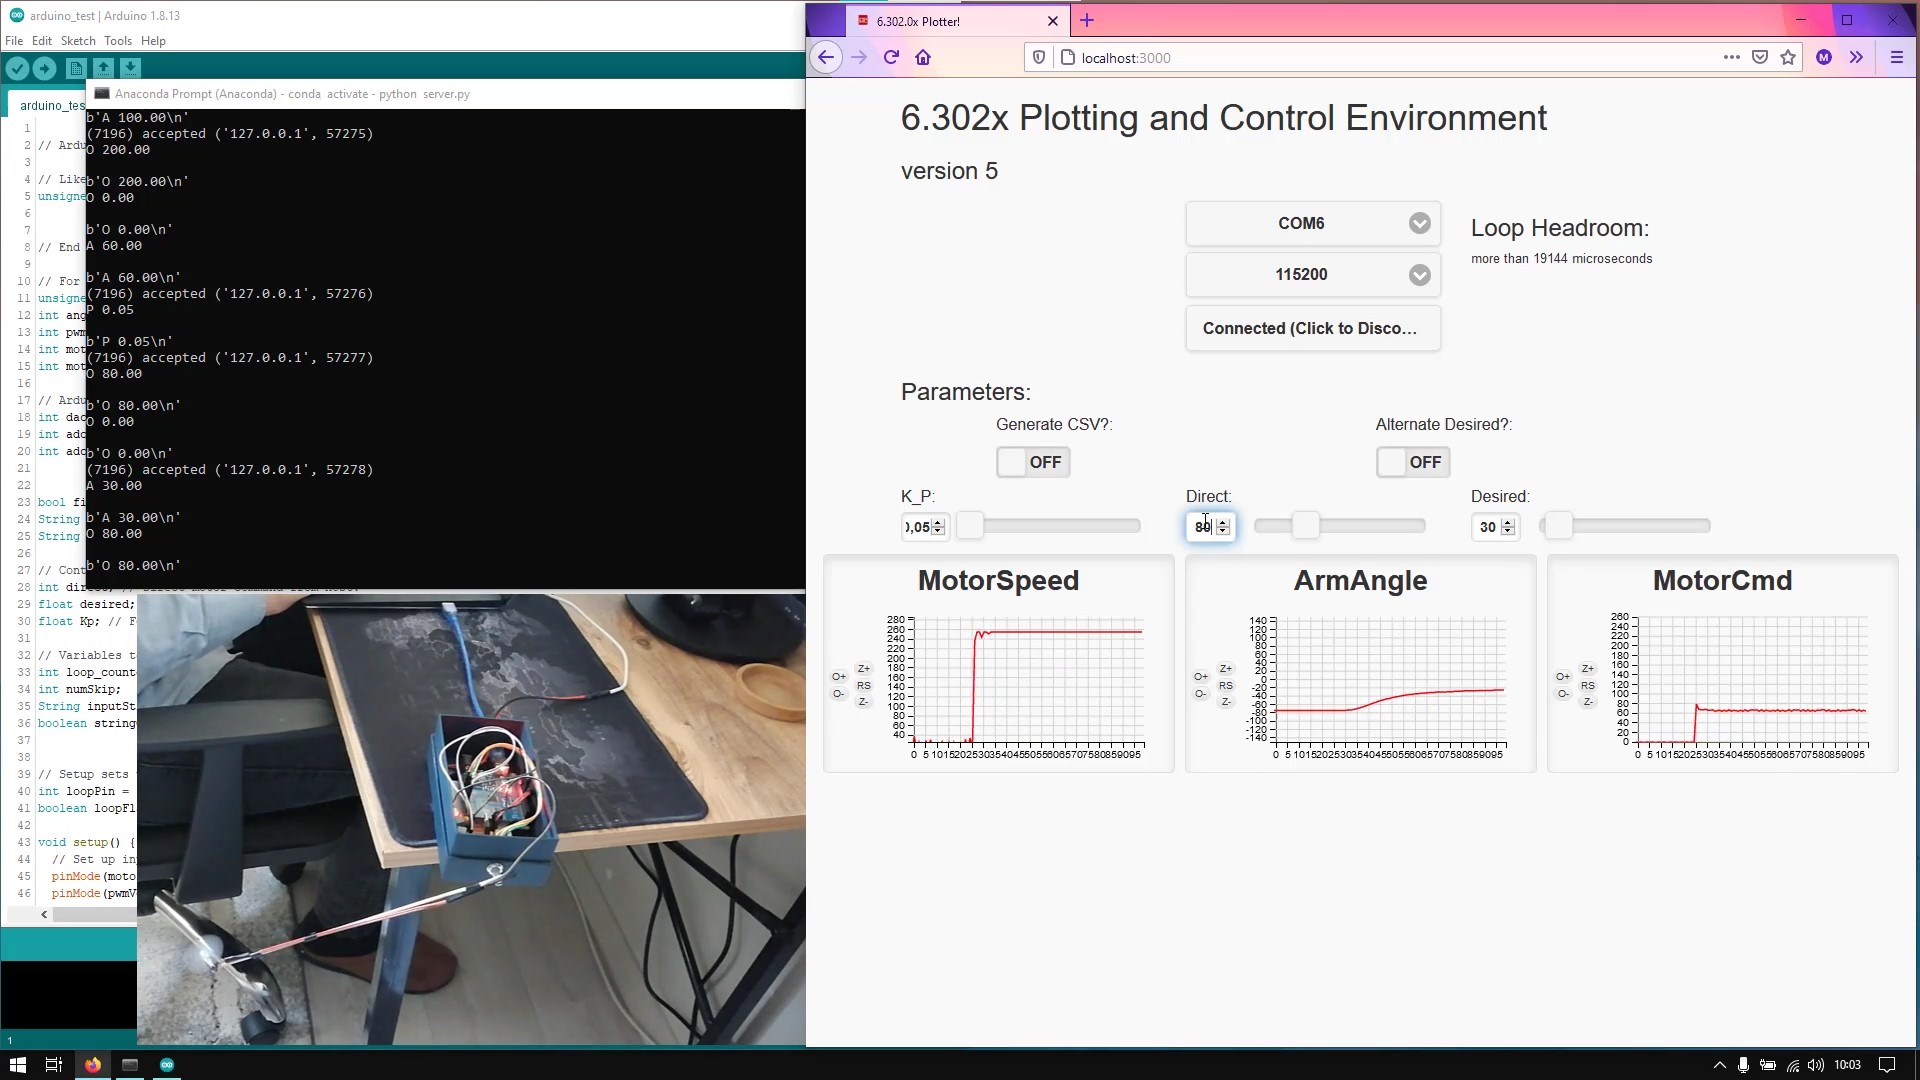 arduino_test | Arduino 1.8.13
File Edit Sketch Tools Help
arduino_tes
1
2 // Ardu
3
4 // Like
5 unsigne
6
7
8 // End
9
10 // For
11 unsigne
12 int ang
13 int pwm
14 int mot
15 int mot
16
17 // Ardu
18 int dac
19 int adc
20 int adc
21
22
23 bool fi
24 String
25 String
26
27 // Cont
28 int dire
29 float desired;
30 float Kp; // F
31
32 // Variables t
33 int loop_count
34 int numSkip;
35 String inputSt
36 boolean string
37
38
39 // Setup sets
40 int loopPin =
41 boolean loopFl
42
43 void setup() {
44 // Set up in
45 pinMode(moto
46 pinMode(pwmV
1
Anaconda Prompt (Anaconda) - conda activate - python server.py
b'A 100.00\n'
(7196) accepted ('127.0.0.1', 57275)
O 200.00
b'O 200.00\n'
O 0.00
b'O 0.00\n'
A 60.00
b'A 60.00\n'
(7196) accepted ('127.0.0.1', 57276)
P 0.05
b'P 0.05\n'
(7196) accepted ('127.0.0.1', 57277)
O 80.00
b'O 80.00\n'
O 0.00
b'O 0.00\n'
(7196) accepted ('127.0.0.1', 57278)
A 30.00
b'A 30.00\n'
O 80.00
b'O 80.00\n'
6.302.0x Plotter!
localhost:3000
M
6.302x Plotting and Control Environment
version 5
COM6
115200
Connected (Click to Disco...
Loop Headroom:
more than 19144 microseconds
Parameters:
Generate CSV?: Alternate Desired?:
OFF OFF
K_P: Direct: Desired:
0,05 80 30
MotorSpeed
280
260
240
220
200
180
160
140
120
100
80
60
40
O+ O- Z+ RS Z-
0 5 101520253035404550556065707580859095
ArmAngle
140
120
100
80
60
40
20
0
-20
-40
-60
-80
-100
-120
-140
O+ O- Z+ RS Z-
0 5 101520253035404550556065707580859095
MotorCmd
260
240
220
200
180
160
140
120
100
80
60
40
20
0
O+ O- Z+ RS Z-
0 5 101520253035404550556065707580859095
10:03